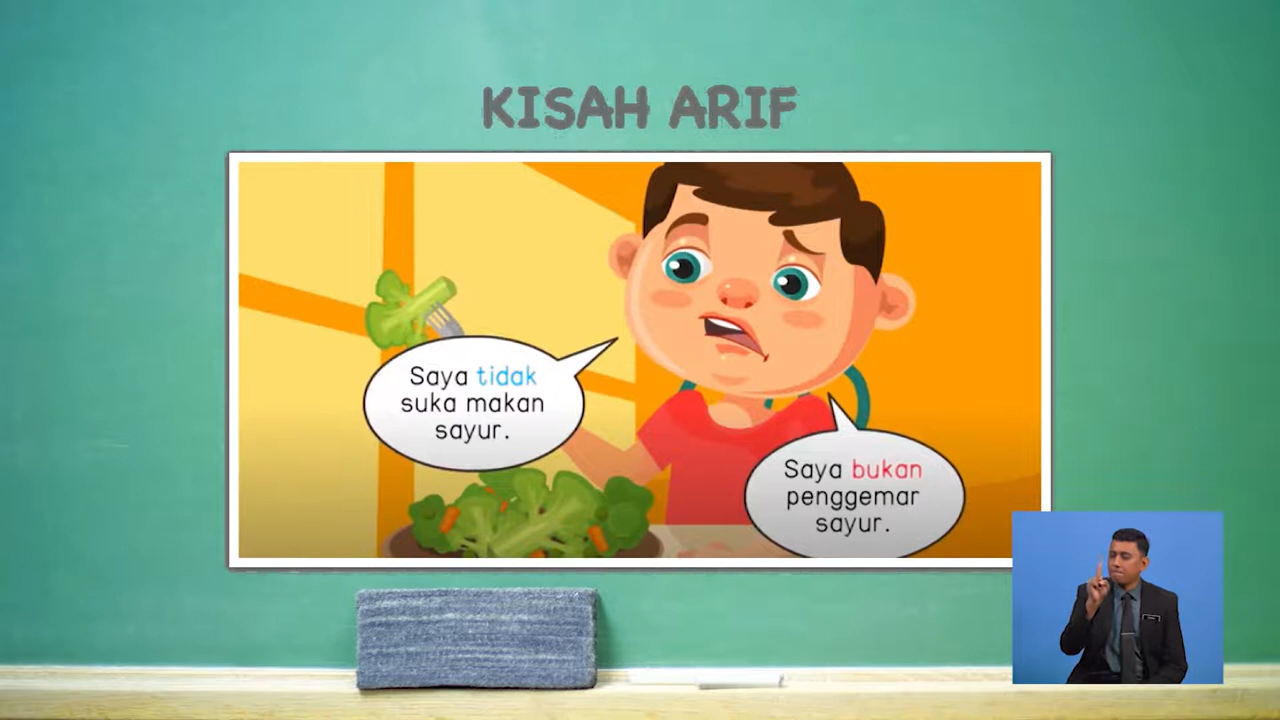 KISAH ARIF
Saya tidak
suka makan
sayur.
Saya bukan
penggemar
sayur.